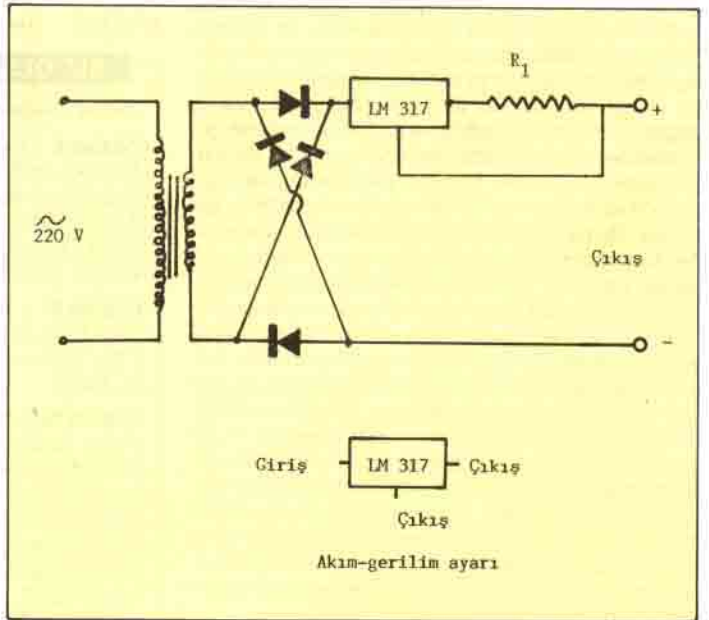 R1
LM 317
+
~
220 V
Çıkış
-
Giriş
LM 317
Çıkış
Çıkış
Akım-gerilim ayarı